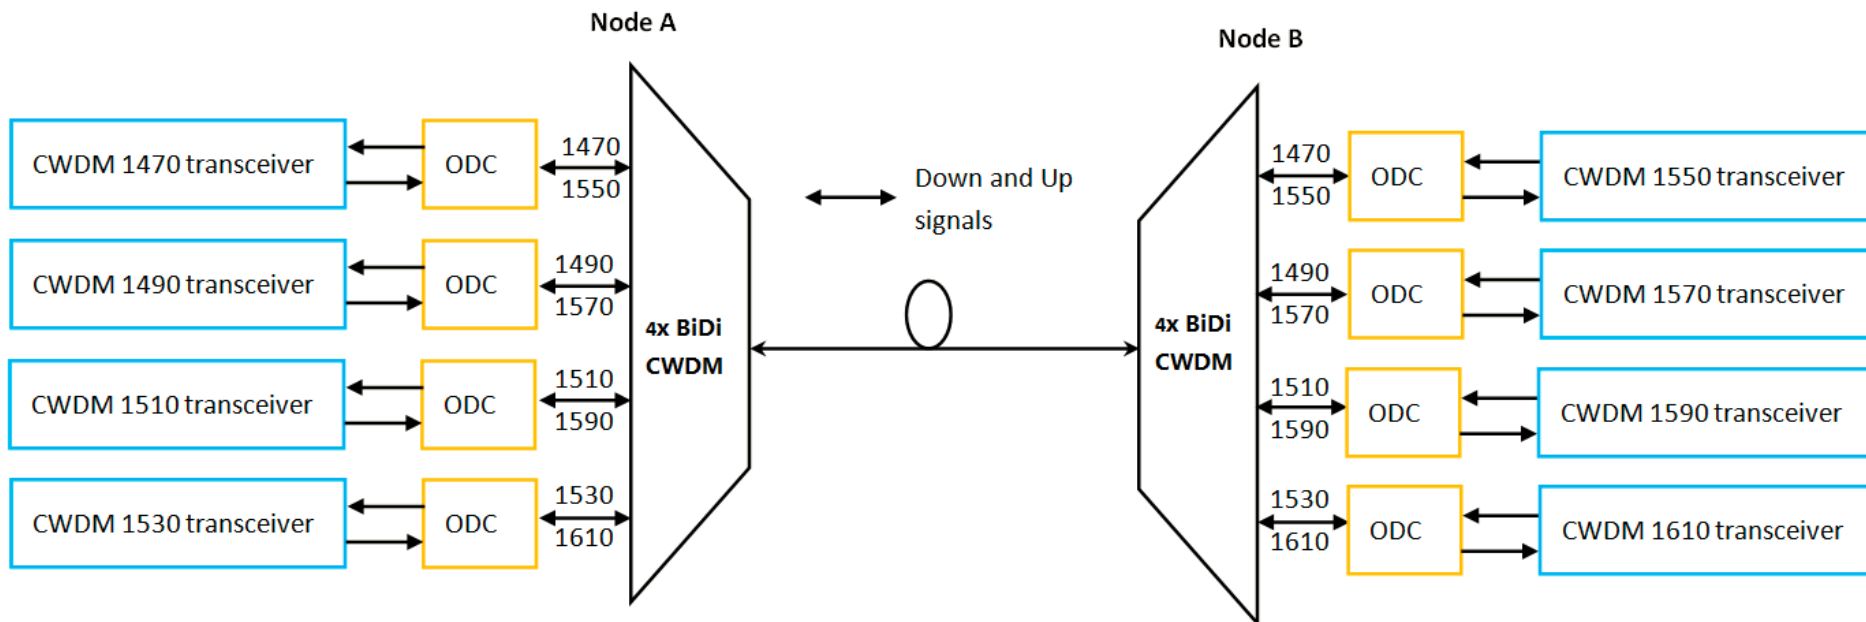 Node A
Node B
CWDM 1470 transceiver
ODC
1470
1550
CWDM 1490 transceiver
ODC
1490
1570
CWDM 1510 transceiver
ODC
1510
1590
CWDM 1530 transceiver
ODC
1530
1610
4x BiDi
CWDM
Down and Up
signals
4x BiDi
CWDM
1470
1550
ODC
CWDM 1550 transceiver
1490
1570
ODC
CWDM 1570 transceiver
1510
1590
ODC
CWDM 1590 transceiver
1530
1610
ODC
CWDM 1610 transceiver